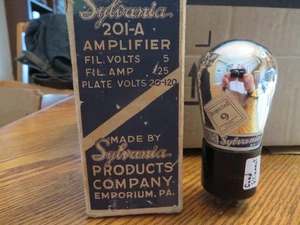 Sylvania
201-A
AMPLIFIER
FIL. VOLTS 5
FIL. AMP .25
PLATE VOLTS 20-120
MADE BY
Sylvania
PRODUCTS
COMPANY
EMPORIUM, PA.
Sylvania